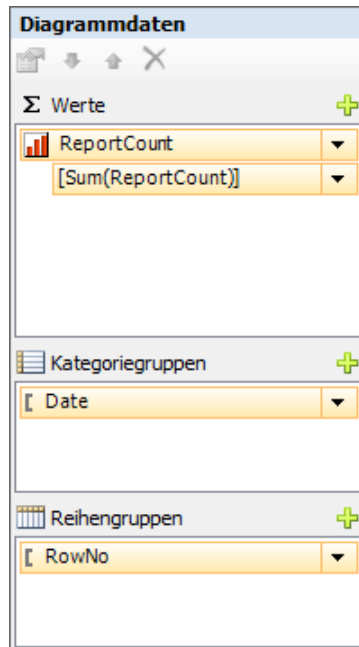 Diagrammdaten
Σ Werte
ReportCount
[Sum(ReportCount)]
Kategoriegruppen
[ Date
Reihengruppen
[ RowNo